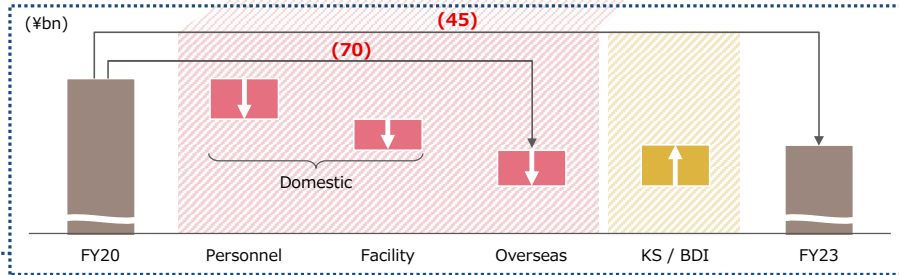 (¥bn)
(45)
(70)
Domestic
FY20 Personnel Facility Overseas KS / BDI FY23